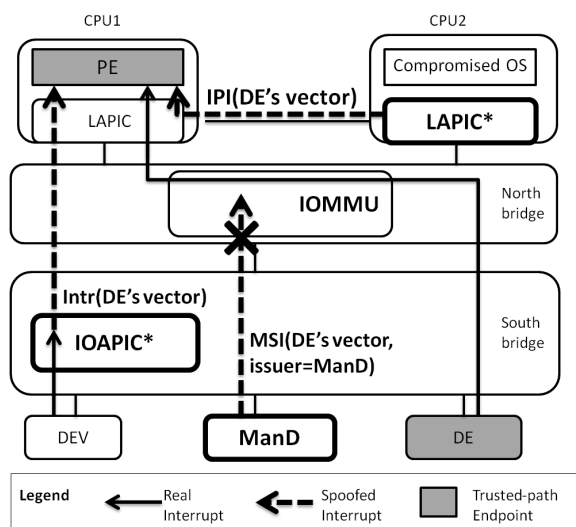 CPU1
CPU2
PE
Compromised OS
IPI(DE's vector)
LAPIC
LAPIC*
IOMMU
North
bridge
Intr(DE's vector)
IOAPIC*
MSI(DE's vector,
issuer=ManD)
South
bridge
DEV
ManD
DE
Legend
Real
Interrupt
Spoofed
Interrupt
Trusted-path
Endpoint